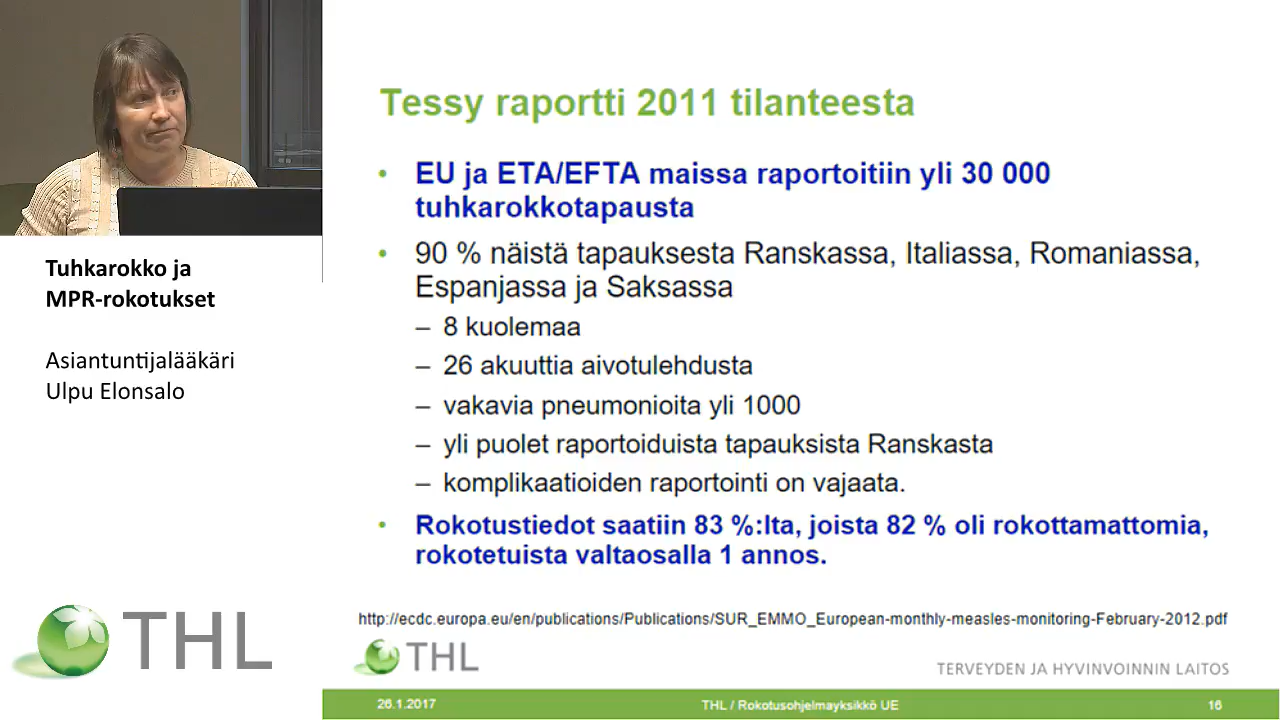 Tessy raportti 2011 tilanteesta
• EU ja ETA/EFTA maissa raportoitiin yli 30 000
tuhkarokkotapausta
• 90 % näistä tapauksesta Ranskassa, Italiassa, Romaniassa,
Espanjassa ja Saksassa
– 8 kuolemaa
– 26 akuuttia aivotulehdusta
– vakavia pneumonioita yli 1000
– yli puolet raportoiduista tapauksista Ranskasta
– komplikaatioiden raportointi on vajaata.
• Rokotustiedot saatiin 83 %:lta, joista 82 % oli rokottamattomia,
rokotetuista valtaosalla 1 annos.
http://ecdc.europa.eu/en/publications/Publications/SUR_EMMO_European-monthly-measles-monitoring-February-2012.pdf
THL
TERVEYDEN JA HYVINVOINNIN LAITOS
26.1.2017
THL / Rokotusohjelmayksikkö UE
16
Tuhkarokko ja
MPR-rokotukset
Asiantuntijalääkäri
Ulpu Elonsalo
THL